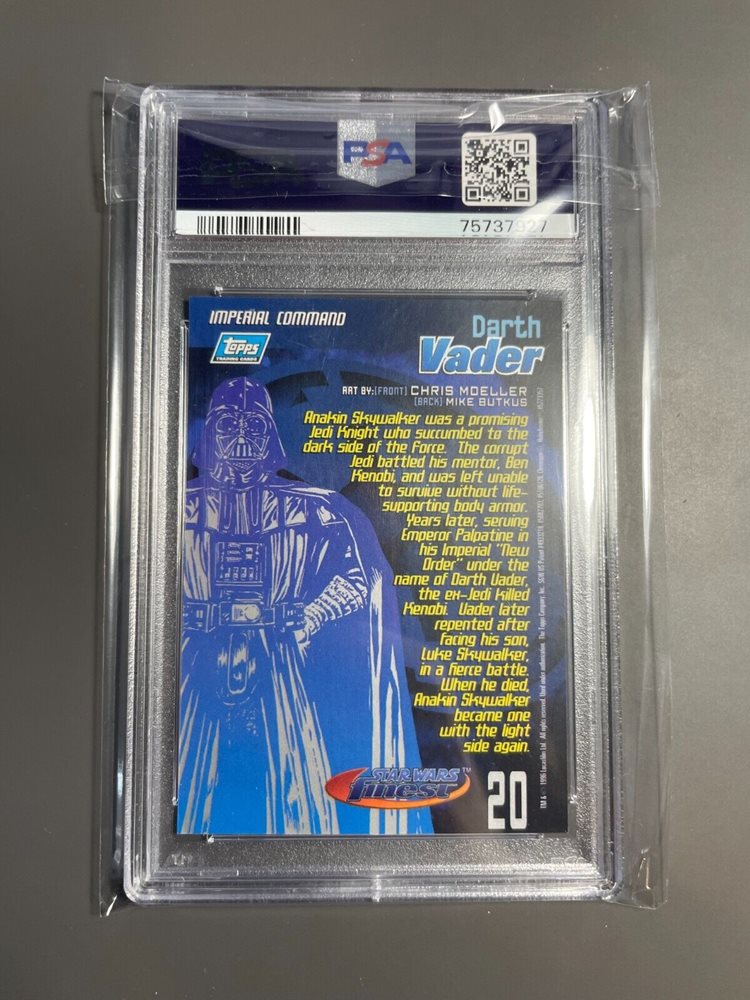 PSA
75737927
IMPERIAL COMMAND
topps
TRADING CARDS
Darth
Vader
ART BY:(FRONT) CHRIS MOELLER
(BACK) MIKE BUTKUS
Anakin Skywalker was a promising
Jedi Knight who succumbed to the
dark side of the Force. The corrupt
Jedi battled his mentor, Ben
Kenobi, and was left unable
to survive without life-
supporting body armor.
Years later, serving
Emperor Palpatine in
his Imperial "New
Order" under the
name of Darth Vader,
the ex-Jedi killed
Kenobi. Vader later
repented after
facing his son,
Luke Skywalker,
in a fierce battle.
When he died,
Anakin Skywalker
became one
with the light
side again.
STAR WARS™
finest
20